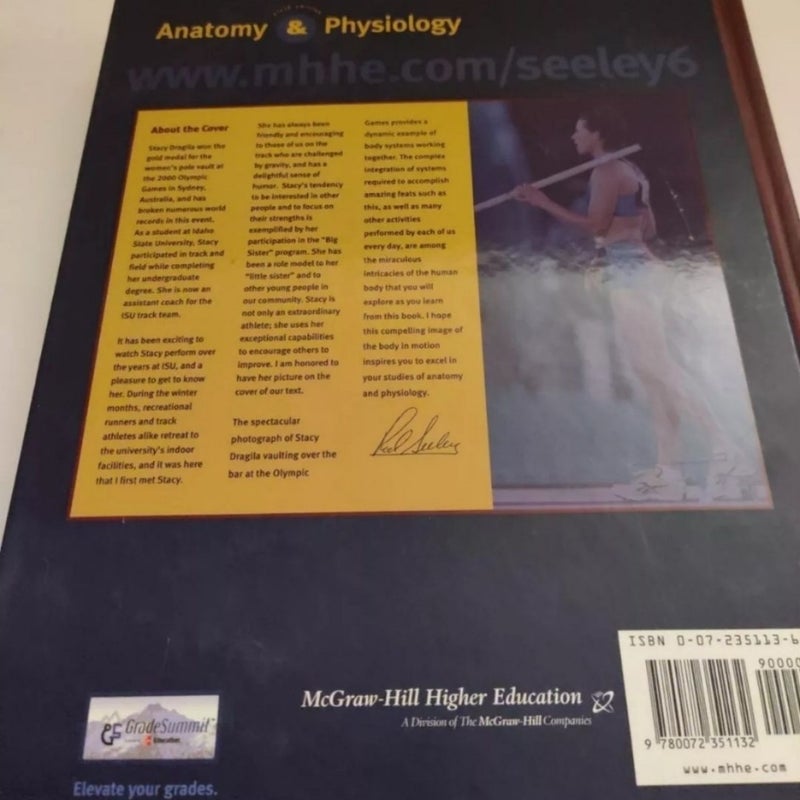 sixth edition
Anatomy & Physiology
www.mhhe.com/seeley6
About the Cover
Stacy Dragila won the
gold medal for the
women's pole vault at
the 2000 Olympic
Games in Sydney,
Australia, and has
broken numerous world
records in this event.
As a student at Idaho
State University, Stacy
participated in track and
field while completing
her undergraduate
degree. She is now an
assistant coach for the
ISU track team.
It has been exciting to
watch Stacy perform over
the years at ISU, and a
pleasure to get to know
her. During the winter
months, recreational
runners and track
athletes alike retreat to
the university's indoor
facilities, and it was here
that I first met Stacy.
She has always been
friendly and encouraging
to those of us on the
track who are challenged
by gravity, and has a
delightful sense of
humor. Stacy's tendency
to be interested in other
people and to focus on
their strengths is
exemplified by her
participation in the "Big
Sister" program. She has
been a role model to her
"little sister" and to
other young people in
our community. Stacy is
not only an extraordinary
athlete; she uses her
exceptional capabilities
to encourage others to
improve. I am honored to
have her picture on the
cover of our text.
The spectacular
photograph of Stacy
Dragila vaulting over the
bar at the Olympic
Games provides a
dynamic example of
body systems working
together. The complex
integration of systems
required to accomplish
amazing feats such as
this, as well as many
other activities
performed by each of us
every day, are among
the miraculous
intricacies of the human
body that you will
explore as you learn
from this book. I hope
this compelling image of
the body in motion
inspires you to excel in
your studies of anatomy
and physiology.
Rod Seeley
ISBN 0-07-235113-6
90000
9 780072 351132
www.mhhe.com
McGraw-Hill Higher Education
A Division of The McGraw-Hill Companies
GradeSummit
Education
Elevate your grades.